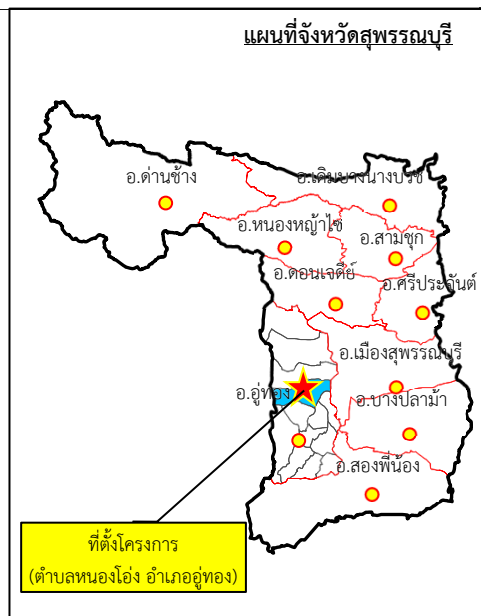 แผนที่จังหวัดสุพรรณบุรี
อ.ด่านช้าง
อ.เดิมบางนางบวช
อ.หนองหญ้าไซ
อ.สามชุก
อ.ดอนเจดีย์
อ.ศรีประจันต์
อ.เมืองสุพรรณบุรี
อ.อู่ทอง
อ.บางปลาม้า
อ.สองพี่น้อง
ที่ตั้งโครงการ
(ตำบลหนองโอ่ง อำเภออู่ทอง)